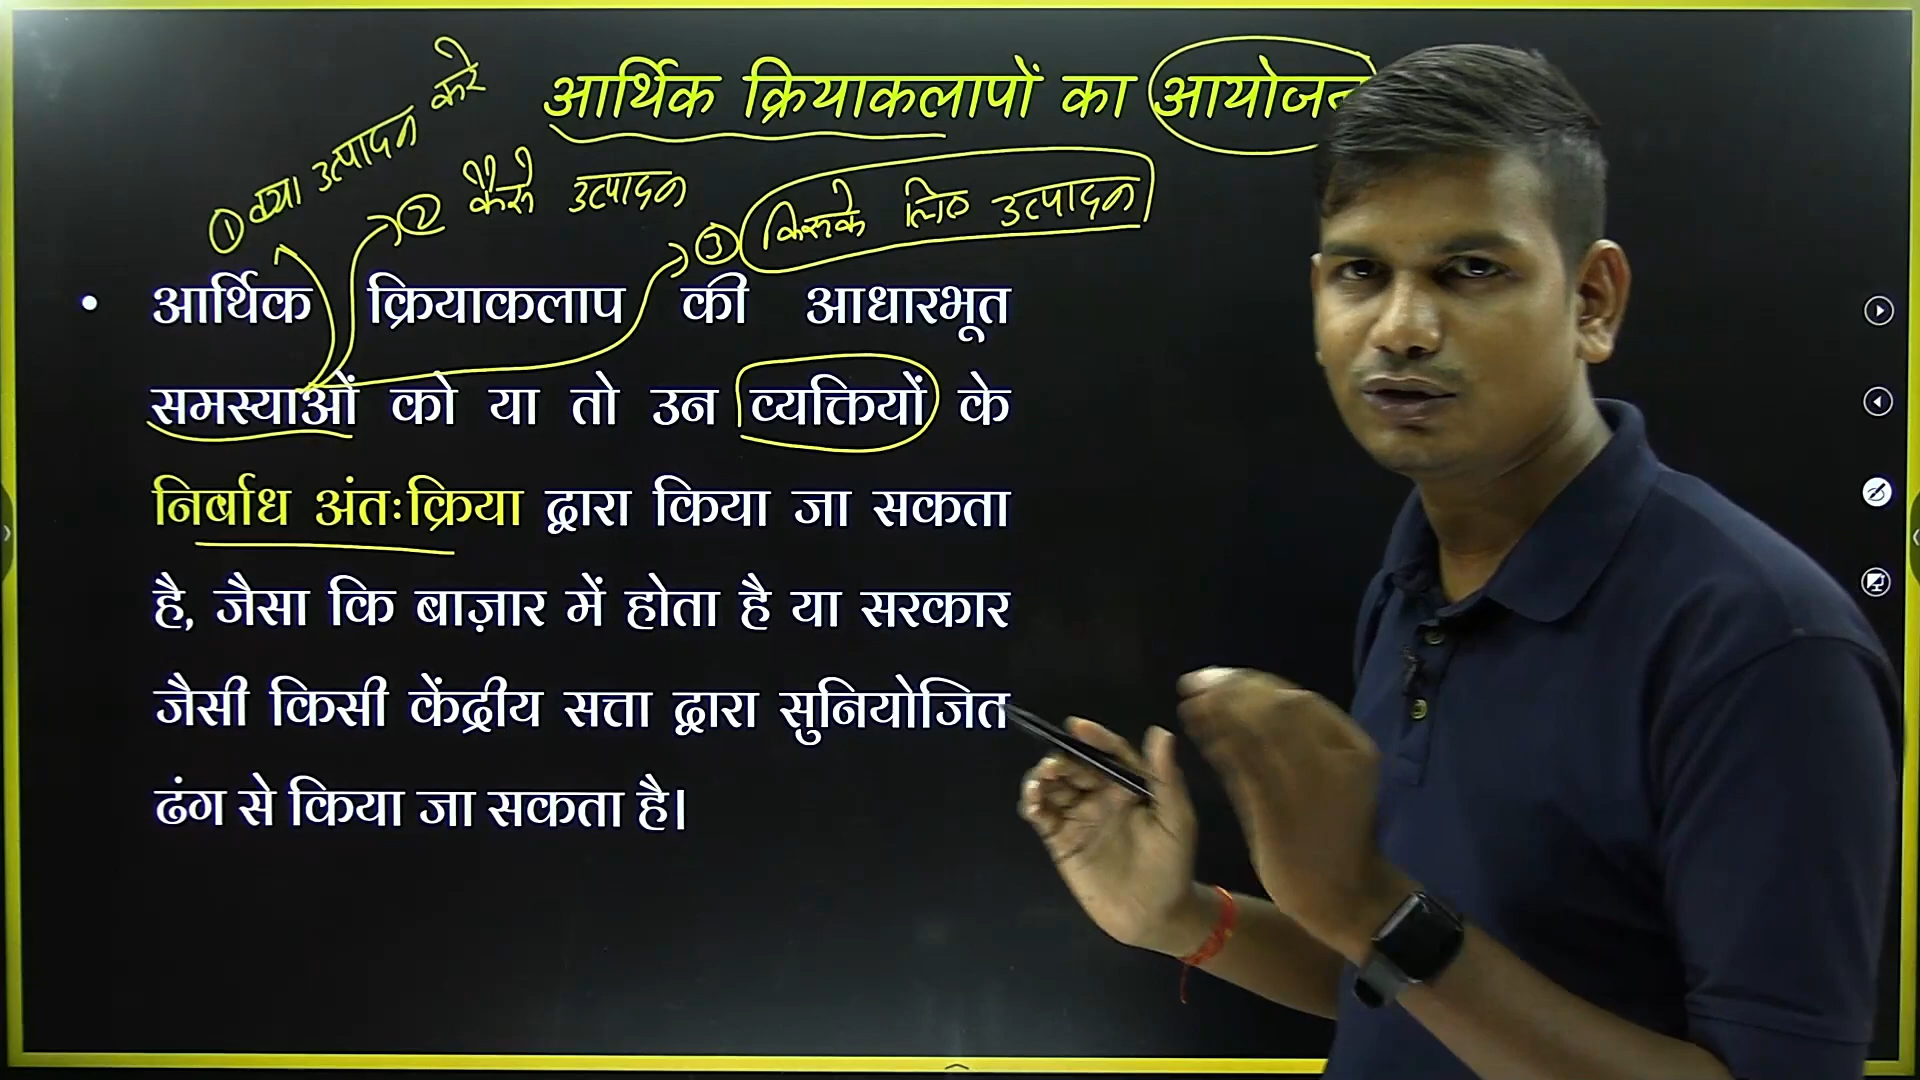 आर्थिक क्रियाकलापों का आयोजन
① क्या उत्पादन करे
② कैसे उत्पादन
③ किसके लिए उत्पादन
• आर्थिक क्रियाकलाप की आधारभूत
समस्याओं को या तो उन व्यक्तियों के
निर्बाध अंतःक्रिया द्वारा किया जा सकता
है, जैसा कि बाज़ार में होता है या सरकार
जैसी किसी केंद्रीय सत्ता द्वारा सुनियोजित
ढंग से किया जा सकता है।